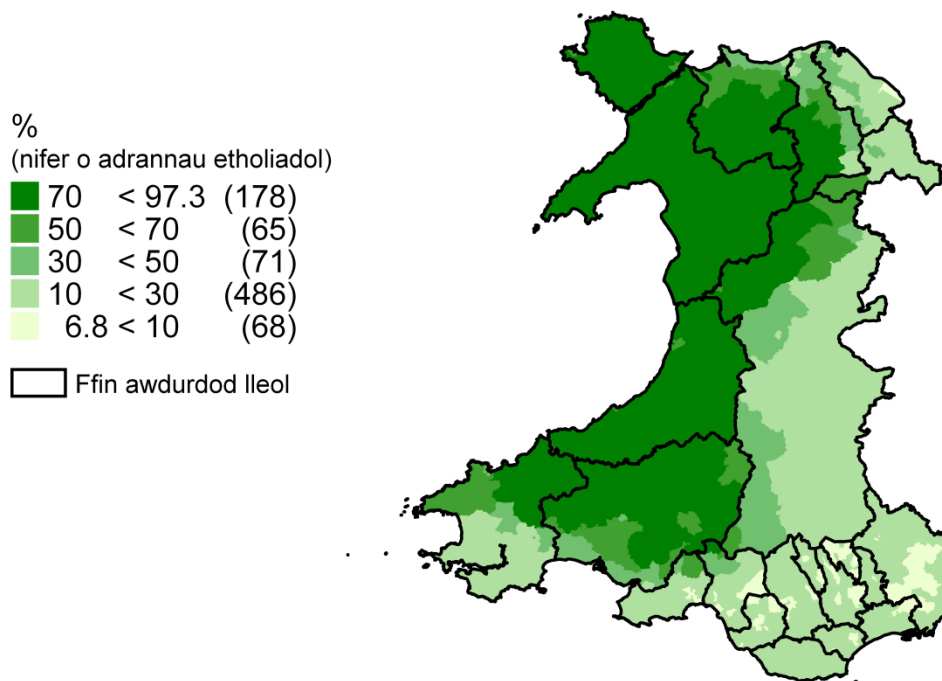 %
(nifer o adrannau etholiadol)
70 < 97.3 (178)
50 < 70 (65)
30 < 50 (71)
10 < 30 (486)
6.8 < 10 (68)
Ffin awdurdod lleol